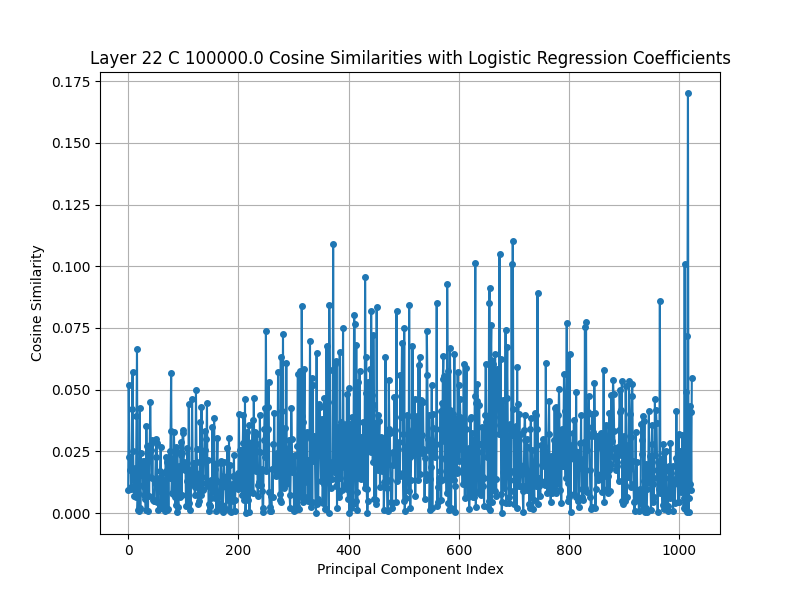 Layer 22 C 100000.0 Cosine Similarities with Logistic Regression Coefficients
0.175
0.150
0.125
0.100
0.075
0.050
0.025
0.000
Cosine Similarity
0 200 400 600 800 1000
Principal Component Index